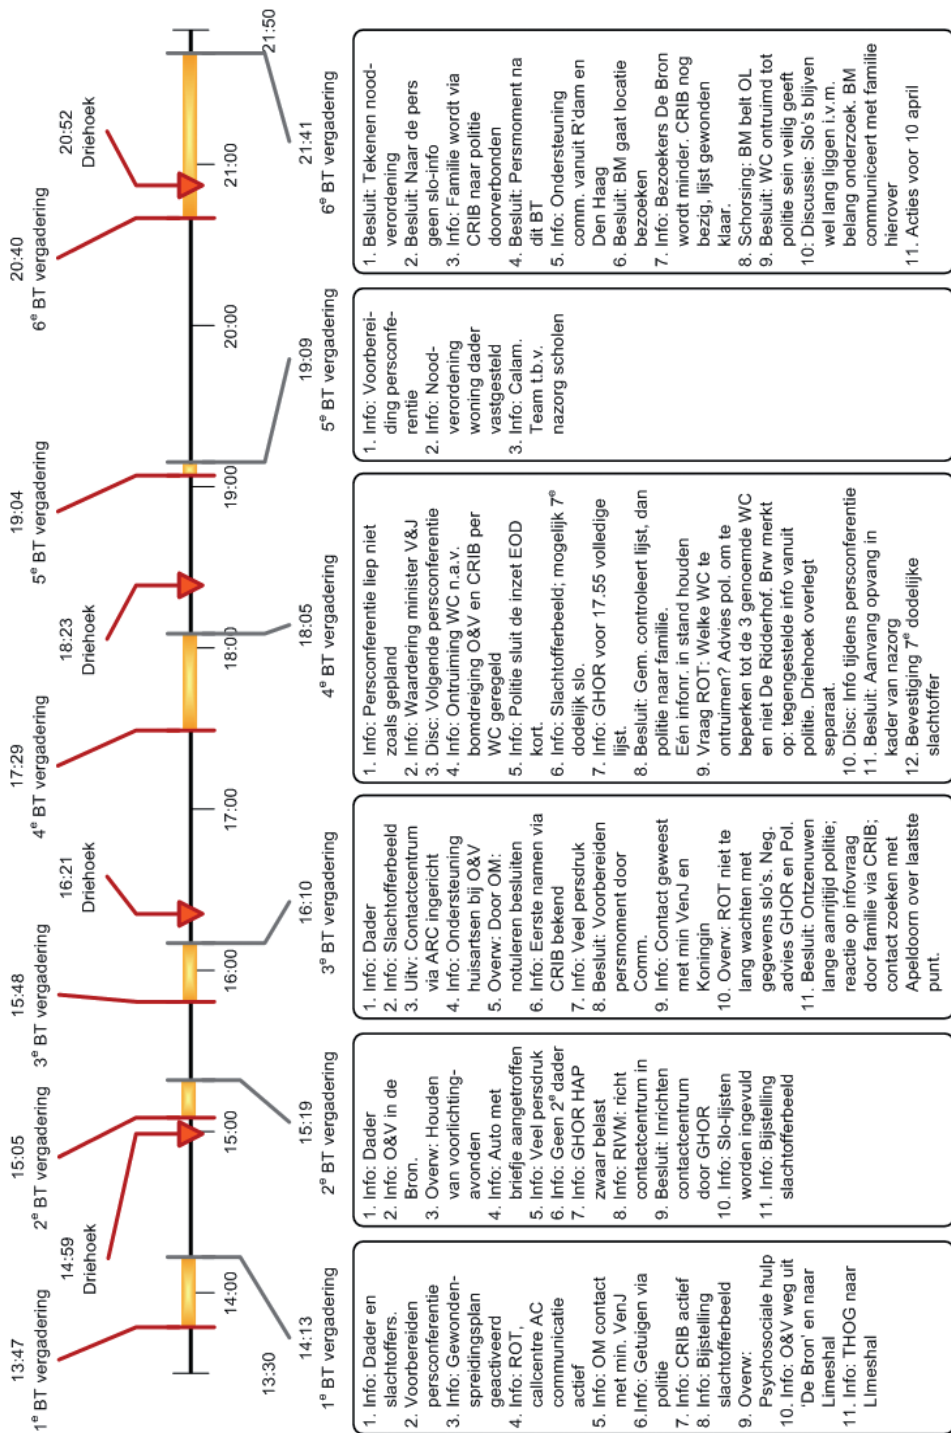 13:47
1e BT vergadering
14:59
Driehoek
15:05
2e BT vergadering
15:48
3e BT vergadering
16:21
Driehoek
17:29
4e BT vergadering
18:23
Driehoek
19:04
5e BT vergadering
20:40
6e BT vergadering
20:52
Driehoek
13:30
14:00
15:00
16:00
17:00
18:00
19:00
20:00
21:00
21:50
14:13
1e BT vergadering
15:19
2e BT vergadering
16:10
3e BT vergadering
18:05
4e BT vergadering
19:09
5e BT vergadering
21:41
6e BT vergadering
1. Info: Dader en
slachtoffers.
2. Voorbereiden
persconferentie
3. Info: Gewonden-
spreidingsplan
geactiveerd
4. Info: ROT,
callcentre AC
communicatie
actief
5. Info: OM contact
met min. VenJ
6.Info: Getuigen via
politie
7. Info: CRIB actief
8. Info: Bijstelling
slachtofferbeeld
9. Overw:
Psychosociale hulp
10. Info: O&V weg uit
'De Bron' en naar
Limeshal
11. Info: THOG naar
LImeshal
1. Info: Dader
2. Info: O&V in de
Bron.
3. Overw: Houden
van voorlichting-
avonden
4. Info: Auto met
briefje aangetroffen
5. Info: Veel persdruk
6. Info: Geen 2e dader
7. Info: GHOR HAP
zwaar belast
8. Info: RIVM: richt
contactcentrum in
9. Besluit: Inrichten
contactcentrum
door GHOR
10. Info: Slo-lijsten
worden ingevuld
11. Info: Bijstelling
slachtofferbeeld
1. Info: Dader
2. Info: Slachtofferbeeld
3. Uitv: Contactcentrum
via ARC ingericht
4. Info: Ondersteuning
huisartsen bij O&V
5. Overw: Door OM:
notuleren besluiten
6. Info: Eerste namen via
CRIB bekend
7. Info: Veel persdruk
8. Besluit: Voorbereiden
persmoment door
Comm.
9. Info: Contact geweest
met min VenJ en
Koningin
10. Overw: ROT niet te
lang wachten met
gegevens slo's. Neg.
advies GHOR en Pol.
11. Besluit: Ontzenuwen
lange aanrijtijd politie;
reactie op infovraag
door familie via CRIB;
contact zoeken met
Apeldoorn over laatste
punt.
1. Info: Persconferentie liep niet
zoals gepland
2. Info: Waardering minister V&J
3. Disc: Volgende persconferentie
4. Info: Ontruiming WC n.a.v.
bomdreiging O&V en CRIB per
WC geregeld
5. Info: Politie sluit de inzet EOD
kort.
6. Info: Slachtofferbeeld; mogelijk 7e
dodelijk slo.
7. Info: GHOR voor 17.55 volledige
lijst.
8. Besluit: Gem. controleert lijst, dan
politie naar familie.
Eén infonr. in stand houden
9. Vraag ROT: Welke WC te
ontruimen? Advies pol. om te
beperken tot de 3 genoemde WC
en niet De Ridderhof. Brw merkt
op: tegengestelde info vanuit
politie. Driehoek overlegt
separaat.
10. Disc: Info tijdens persconferentie
11. Besluit: Aanvang opvang in
kader van nazorg
12. Bevestiging 7e dodelijke
slachtoffer
1. Info: Voorberei-
ding persconfe-
rentie
2. Info: Nood-
verordening
woning dader
vastgesteld
3. Info: Calam.
Team t.b.v.
nazorg scholen
1. Besluit: Tekenen nood-
verordening
2. Besluit: Naar de pers
geen slo-info
3. Info: Familie wordt via
CRIB naar politie
doorverbonden
4. Besluit: Persmoment na
dit BT
5. Info: Ondersteuning
comm. vanuit R'dam en
Den Haag
6. Besluit: BM gaat locatie
bezoeken
7. Info: Bezoekers De Bron
wordt minder. CRIB nog
bezig, lijst gewonden
klaar.
8. Schorsing: BM belt OL
9. Besluit: WC ontruimd tot
politie sein veilig geeft
10: Discussie: Slo's blijven
wel lang liggen i.v.m.
belang onderzoek. BM
communiceert met familie
hierover
11. Acties voor 10 april